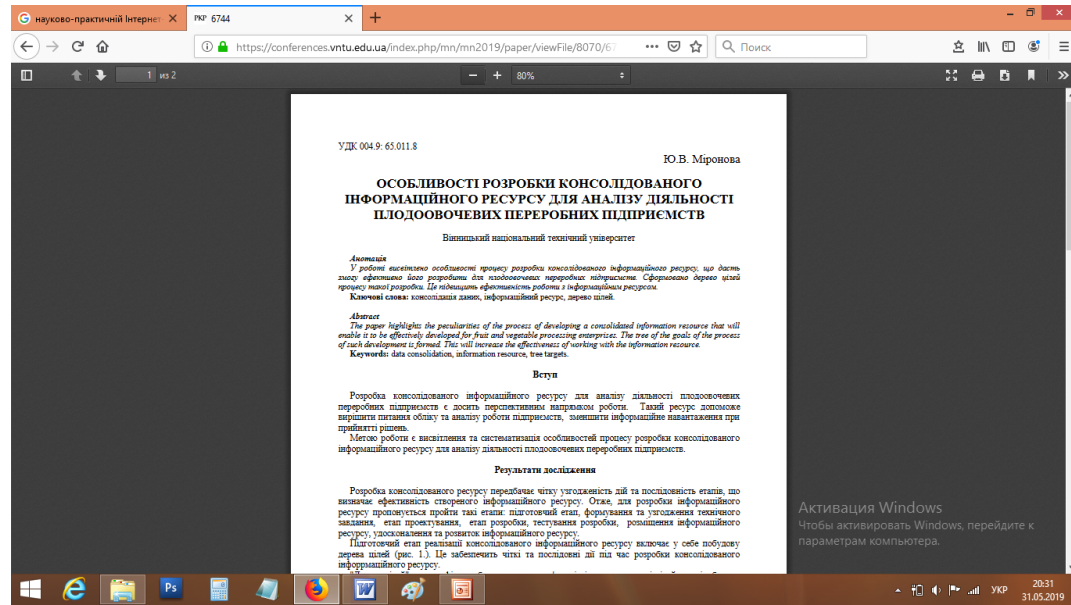 науково-практичній Інтернет
РКР 6744
https://conferences.vntu.edu.ua/index.php/mn/mn2019/paper/viewFile/8070/67
Поиск
1 из 2
80%
УДК 004.9: 65.011.8
Ю.В. Міронова
ОСОБЛИВОСТІ РОЗРОБКИ КОНСОЛІДОВАНОГО
ІНФОРМАЦІЙНОГО РЕСУРСУ ДЛЯ АНАЛІЗУ ДІЯЛЬНОСТІ
ПЛОДООВОЧЕВИХ ПЕРЕРОБНИХ ПІДПРИЄМСТВ
Вінницький національний технічний університет
Анотація
У роботі висвітлено особливості процесу розробки консолідованого інформаційного ресурсу, що дасть
змогу ефективно його розробити для плодоовочевих переробних підприємств. Сформовано дерево цілей
процесу такої розробки. Це підвищить ефективність роботи з інформаційним ресурсом.
Ключові слова: консолідація даних, інформаційний ресурс, дерево цілей.
Abstract
The paper highlights the peculiarities of the process of developing a consolidated information resource that will
enable it to be effectively developed for fruit and vegetable processing enterprises. The tree of the goals of the process
of such development is formed. This will increase the effectiveness of working with the information resource.
Keywords: data consolidation, information resource, tree targets.
Вступ
Розробка консолідованого інформаційного ресурсу для аналізу діяльності плодоовочевих
переробних підприємств є досить перспективним напрямком роботи. Такий ресурс допоможе
вирішити питання обліку та аналізу роботи підприємств, зменшити інформаційне навантаження при
прийнятті рішень.
Метою роботи є висвітлення та систематизація особливостей процесу розробки консолідованого
інформаційного ресурсу для аналізу діяльності плодоовочевих переробних підприємств.
Результати дослідження
Розробка консолідованого ресурсу передбачає чітку узгодженість дій та послідовність етапів, що
визначає ефективність створеного інформаційного ресурсу. Отже, для розробки інформаційного
ресурсу пропонується пройти такі етапи: підготовчий етап, формування та узгодження технічного
завдання, етап проектування, етап розробки, тестування розробки, розміщення інформаційного
ресурсу, удосконалення та розвиток інформаційного ресурсу.
Підготовчий етап реалізації консолідованого інформаційного ресурсу включає у себе побудову
дерева цілей (рис. 1.). Це забезпечить чіткі та послідовні дії під час розробки консолідованого
інфоррмаційного ресурсу.
Активация Windows
Чтобы активировать Windows, перейдите к
параметрам компьютера.
Ps
УКР
20:31
31.05.2019